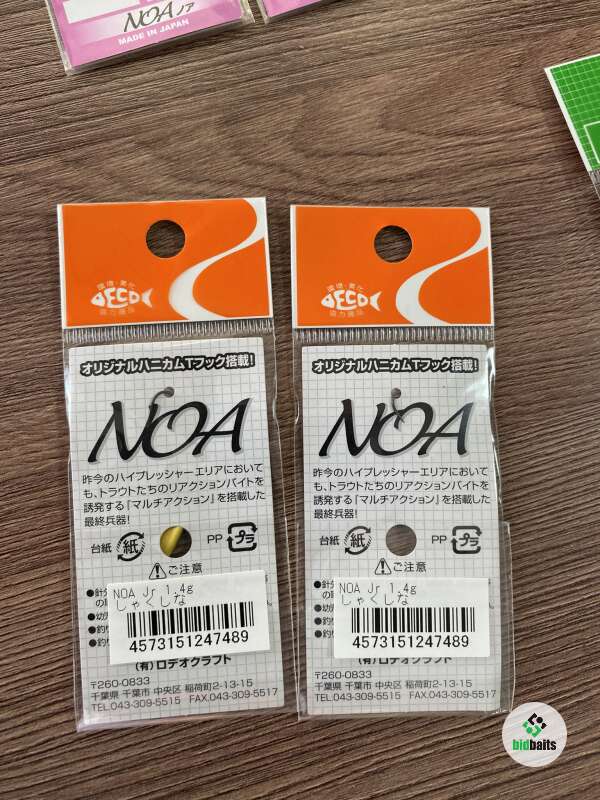 NOAノア
MADE IN JAPAN
環境・美化
ECO
協力商品
オリジナルハニカムTフック搭載!
NOA
昨今のハイプレッシャーエリアにおいて
も、トラウトたちのリアクションバイトを
誘発する「マルチアクション」を搭載した
最終兵器!
台紙 紙 PP プラ
ご注意
NOA Jr 1.4g
しゃくしな
4573151247489
(有)ロデオクラフト
〒260-0833
千葉県 千葉市 中央区 稲荷町2-13-15
TEL.043-309-5515 FAX.043-309-5517
環境・美化
ECO
協力商品
オリジナルハニカムTフック搭載!
NOA
昨今のハイプレッシャーエリアにおいて
も、トラウトたちのリアクションバイトを
誘発する「マルチアクション」を搭載した
最終兵器!
台紙 紙 PP プラ
ご注意
NOA Jr 1.4g
しゃくしな
4573151247489
(有)ロデオクラフト
〒260-0833
千葉県 千葉市 中央区 稲荷町2-13-15
TEL.043-309-5515 FAX.043-309-5517
bidbaits